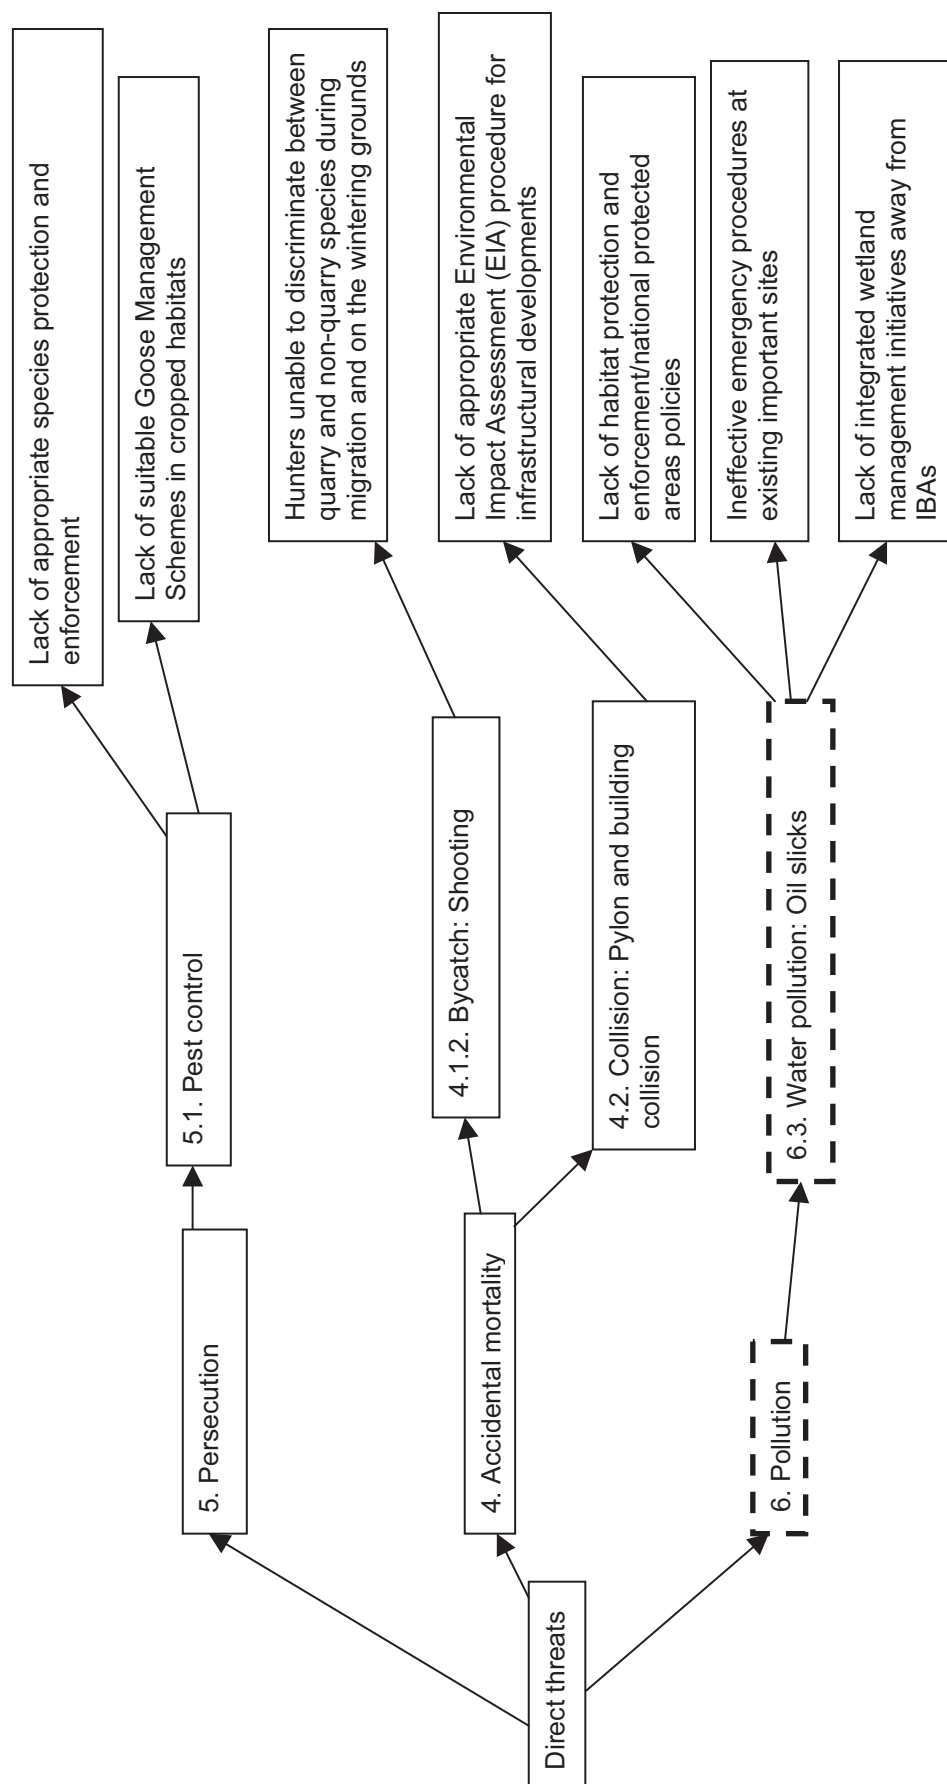 Direct threats
5. Persecution
5.1. Pest control
Lack of appropriate species protection and
enforcement
Lack of suitable Goose Management
Schemes in cropped habitats
4. Accidental mortality
4.1.2. Bycatch: Shooting
Hunters unable to discriminate between
quarry and non-quarry species during
migration and on the wintering grounds
4.2. Collision: Pylon and building
collision
Lack of appropriate Environmental
Impact Assessment (EIA) procedure for
infrastructural developments
6. Pollution
6.3. Water pollution: Oil slicks
Lack of habitat protection and
enforcement/national protected
areas policies
Ineffective emergency procedures at
existing important sites
Lack of integrated wetland
management initiatives away from
IBAs